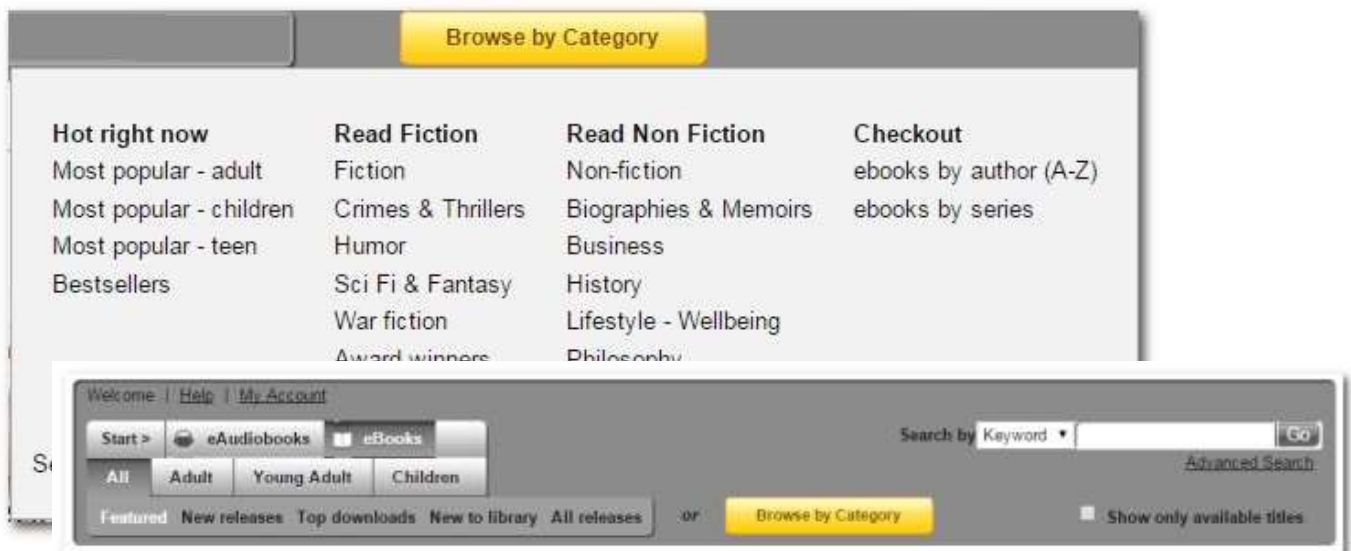 Browse by Category
Hot right now
Most popular - adult
Most popular - children
Most popular - teen
Bestsellers
Read Fiction
Fiction
Crimes & Thrillers
Humor
Sci Fi & Fantasy
War fiction
Award winners
Read Non Fiction
Non-fiction
Biographies & Memoirs
Business
History
Lifestyle - Wellbeing
Philosophy
Checkout
ebooks by author (A-Z)
ebooks by series
Welcome | Help | My Account
Start > eAudiobooks eBooks
Search by Keyword Go
Advanced Search
All Adult Young Adult Children
Featured New releases Top downloads New to library All releases or Browse by Category Show only available titles